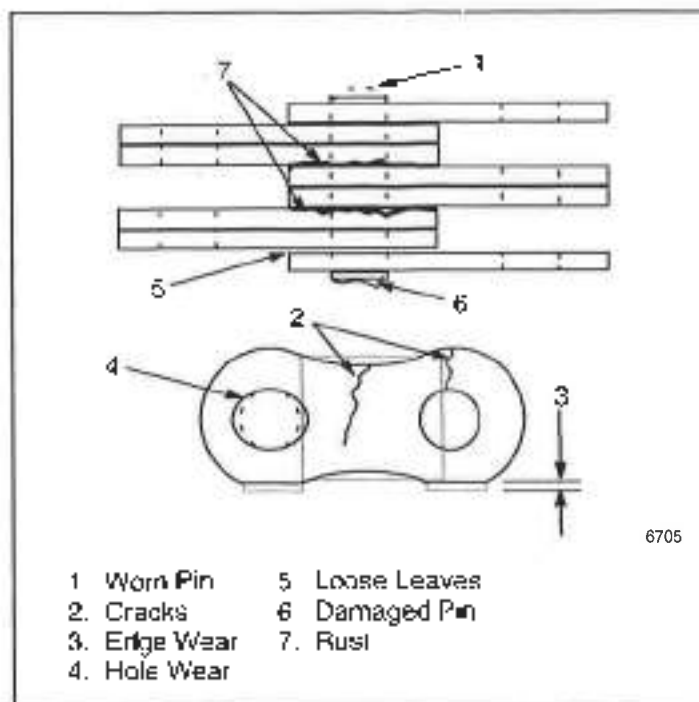 7
1
5
6
2
4
3
6705
1 Worn Pin
2. Cracks
3. Edge Wear
4. Hole Wear
5 Loose Leaves
6 Damaged Pin
7. Rust